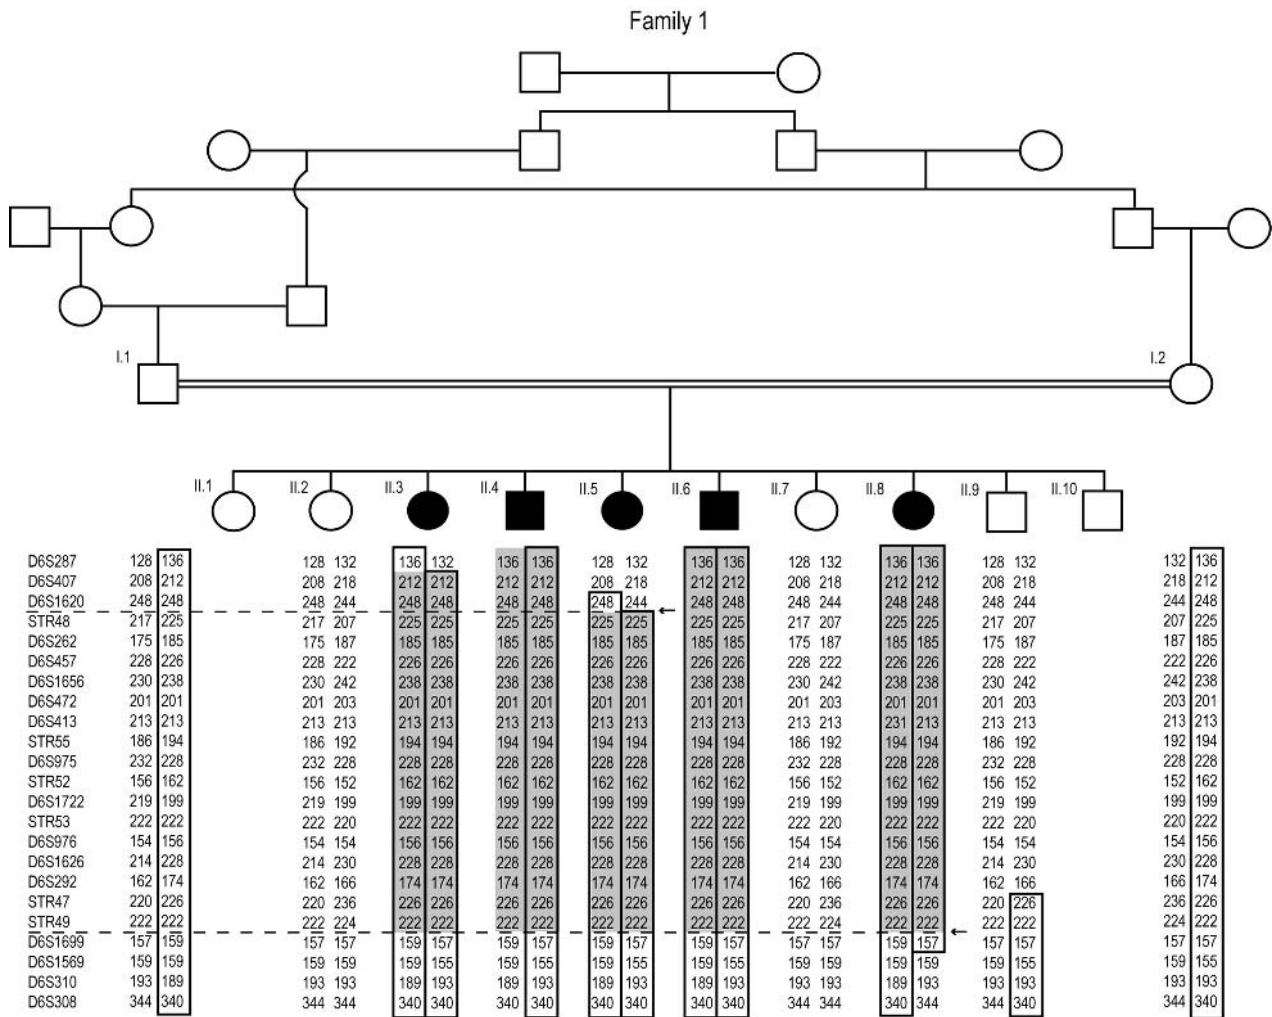 Family 1
I.1 I.2
II.1 II.2 II.3 II.4 II.5 II.6 II.7 II.8 II.9 II.10
D6S287 128 136 128 132 136 132 136 136 128 132 136 136 128 132 136 136 128 132 132 136
D6S407 208 212 208 218 212 212 212 212 208 218 212 212 208 218 212 212 208 218 218 212
D6S1620 248 248 248 244 248 248 248 248 248 244 ← 248 248 248 244 248 248 248 244 244 248
STR48 217 225 217 207 225 225 225 225 225 225 225 225 217 207 225 225 217 207 207 225
D6S262 175 185 175 187 185 185 185 185 185 185 185 185 175 187 185 185 175 187 187 185
D6S457 228 226 228 222 226 226 226 226 226 226 226 226 228 222 226 226 228 222 222 226
D6S1656 230 238 230 242 238 238 238 238 238 238 238 238 230 242 238 238 230 242 242 238
D6S472 201 201 201 203 201 201 201 201 201 201 201 201 201 203 201 201 201 203 203 201
D6S413 213 213 213 213 213 213 213 213 213 213 213 213 213 213 231 213 213 213 213 213
STR55 186 194 186 192 194 194 194 194 194 194 194 194 186 192 194 194 186 192 192 194
D6S975 232 228 232 228 228 228 228 228 228 228 228 228 232 228 228 228 232 228 228 228
STR52 156 162 156 152 162 162 162 162 162 162 162 162 156 152 162 162 156 152 152 162
D6S1722 219 199 219 199 199 199 199 199 199 199 199 199 219 199 199 199 219 199 199 199
STR53 222 222 222 220 222 222 222 222 222 222 222 222 222 220 222 222 222 220 220 222
D6S976 154 156 154 154 156 156 156 156 156 156 156 156 154 154 156 156 154 154 154 156
D6S1626 214 228 214 230 228 228 228 228 228 228 228 228 214 230 228 228 214 230 230 228
D6S292 162 174 162 166 174 174 174 174 174 174 174 174 162 166 174 174 162 166 166 174
STR47 220 226 220 236 226 226 226 226 226 226 226 226 220 236 226 226 220 226 236 226
STR49 222 222 222 224 222 222 222 222 222 222 222 222 222 224 222 222 222 222 224 222
D6S1699 157 159 157 157 159 157 159 157 159 157 159 157 157 157 159 157 ← 157 157 157 157
D6S1569 159 159 159 159 159 155 159 155 159 155 159 155 159 159 159 159 159 155 159 155
D6S310 193 189 193 193 189 193 189 193 189 193 189 193 193 193 189 193 193 193 193 193
D6S308 344 340 344 344 340 340 340 340 340 340 340 340 344 344 340 344 344 340 344 340